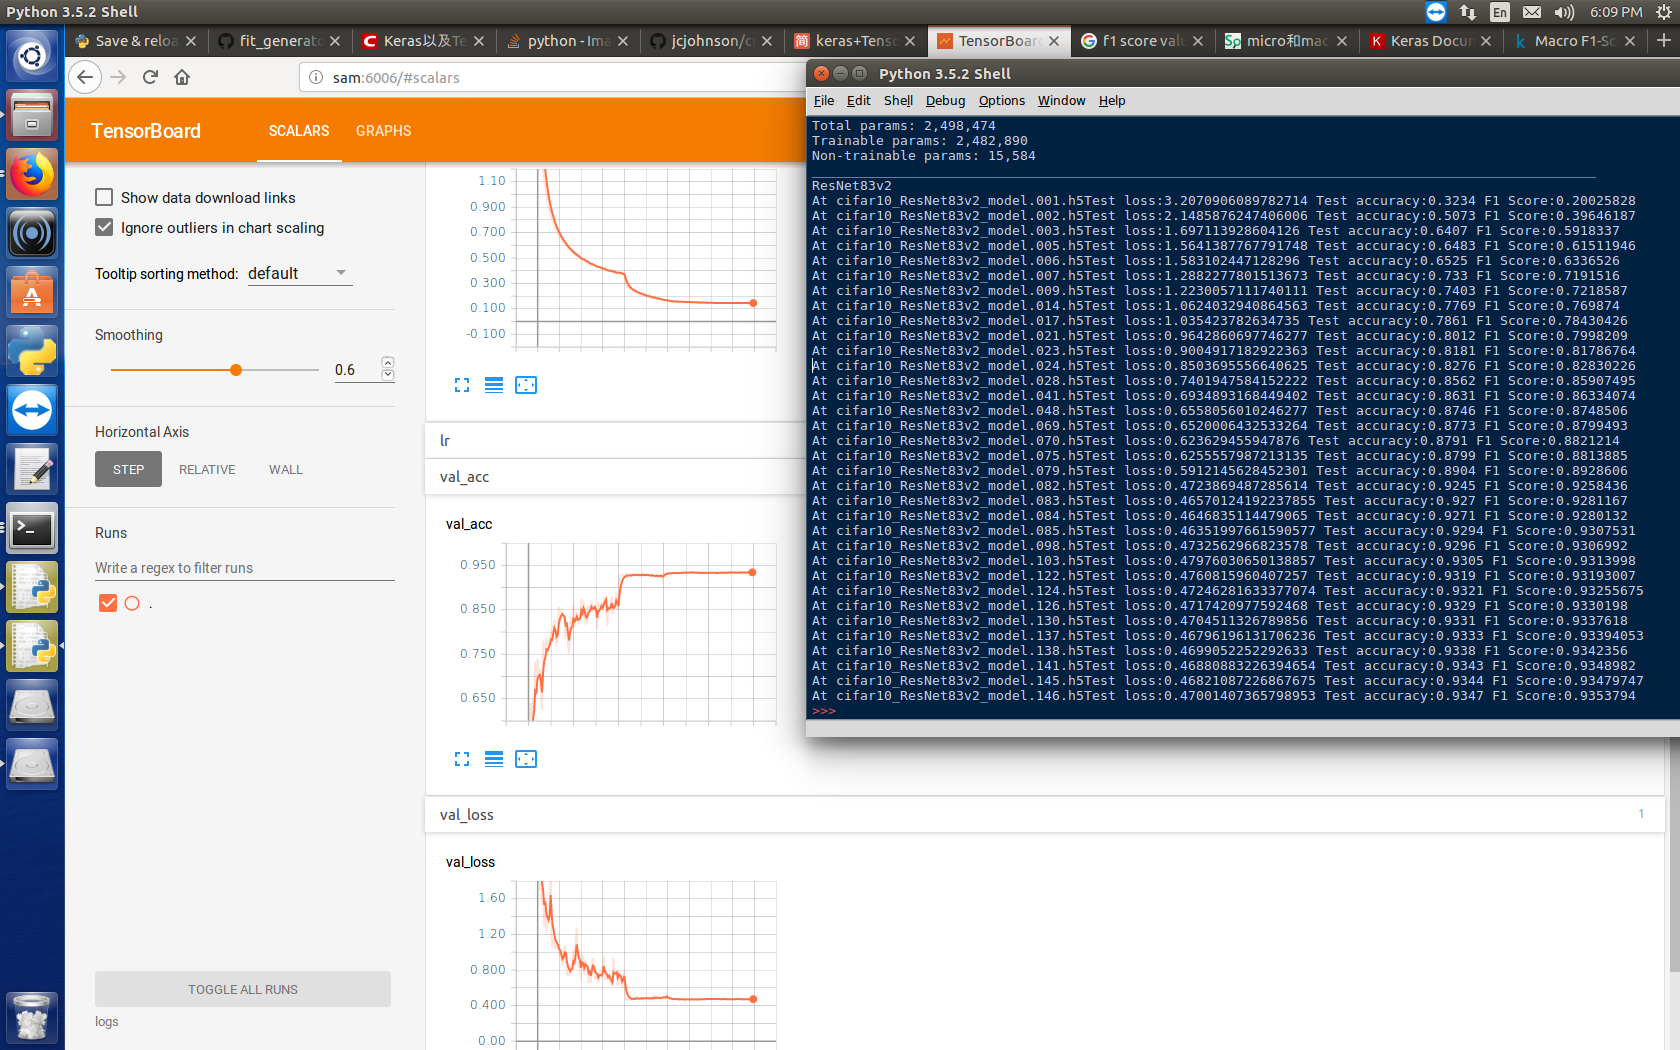 Python 3.5.2 Shell
En
6:09 PM
Save & reloa
fit_generato
Keras以及Te
python - Ima
jcjohnson/c
keras+Tenso
TensorBoard
f1 score valu
micro和mac
Keras Docum
Macro F1-Sc
sam:6006/#scalars
TensorBoard
SCALARS
GRAPHS
Show data download links
Ignore outliers in chart scaling
Tooltip sorting method: default
Smoothing
0.6
Horizontal Axis
STEP
RELATIVE
WALL
Runs
Write a regex to filter runs
.
TOGGLE ALL RUNS
logs
1.10
0.900
0.700
0.500
0.300
0.100
-0.100
lr
val_acc
val_acc
0.950
0.850
0.750
0.650
val_loss
1
val_loss
1.60
1.20
0.800
0.400
0.00
Python 3.5.2 Shell
File Edit Shell Debug Options Window Help
Total params: 2,498,474
Trainable params: 2,482,890
Non-trainable params: 15,584
ResNet83v2
At cifar10_ResNet83v2_model.001.h5Test loss:3.2070906089782714 Test accuracy:0.3234 F1 Score:0.20025828
At cifar10_ResNet83v2_model.002.h5Test loss:2.1485876247406006 Test accuracy:0.5073 F1 Score:0.39646187
At cifar10_ResNet83v2_model.003.h5Test loss:1.697113928604126 Test accuracy:0.6407 F1 Score:0.5918337
At cifar10_ResNet83v2_model.005.h5Test loss:1.5641387767791748 Test accuracy:0.6483 F1 Score:0.61511946
At cifar10_ResNet83v2_model.006.h5Test loss:1.583102447128296 Test accuracy:0.6525 F1 Score:0.6336526
At cifar10_ResNet83v2_model.007.h5Test loss:1.2882277801513673 Test accuracy:0.733 F1 Score:0.7191516
At cifar10_ResNet83v2_model.009.h5Test loss:1.2230057111740111 Test accuracy:0.7403 F1 Score:0.7218587
At cifar10_ResNet83v2_model.014.h5Test loss:1.0624032940864563 Test accuracy:0.7769 F1 Score:0.769874
At cifar10_ResNet83v2_model.017.h5Test loss:1.035423782634735 Test accuracy:0.7861 F1 Score:0.78430426
At cifar10_ResNet83v2_model.021.h5Test loss:0.9642860697746277 Test accuracy:0.8012 F1 Score:0.7998209
At cifar10_ResNet83v2_model.023.h5Test loss:0.9004917182922363 Test accuracy:0.8181 F1 Score:0.81786764
At cifar10_ResNet83v2_model.024.h5Test loss:0.8503695556640625 Test accuracy:0.8276 F1 Score:0.82830226
At cifar10_ResNet83v2_model.028.h5Test loss:0.7401947584152222 Test accuracy:0.8562 F1 Score:0.85907495
At cifar10_ResNet83v2_model.041.h5Test loss:0.6934893168449402 Test accuracy:0.8631 F1 Score:0.86334074
At cifar10_ResNet83v2_model.048.h5Test loss:0.6558056010246277 Test accuracy:0.8746 F1 Score:0.8748506
At cifar10_ResNet83v2_model.069.h5Test loss:0.6520006432533264 Test accuracy:0.8773 F1 Score:0.8799493
At cifar10_ResNet83v2_model.070.h5Test loss:0.623629455947876 Test accuracy:0.8791 F1 Score:0.8821214
At cifar10_ResNet83v2_model.075.h5Test loss:0.6255557987213135 Test accuracy:0.8799 F1 Score:0.8813885
At cifar10_ResNet83v2_model.079.h5Test loss:0.5912145628452301 Test accuracy:0.8904 F1 Score:0.8928606
At cifar10_ResNet83v2_model.082.h5Test loss:0.4723869487285614 Test accuracy:0.9245 F1 Score:0.9258436
At cifar10_ResNet83v2_model.083.h5Test loss:0.46570124192237855 Test accuracy:0.927 F1 Score:0.9281167
At cifar10_ResNet83v2_model.084.h5Test loss:0.4646835114479065 Test accuracy:0.9271 F1 Score:0.9280132
At cifar10_ResNet83v2_model.085.h5Test loss:0.46351997661590577 Test accuracy:0.9294 F1 Score:0.9307531
At cifar10_ResNet83v2_model.098.h5Test loss:0.4732562966823578 Test accuracy:0.9296 F1 Score:0.9306992
At cifar10_ResNet83v2_model.103.h5Test loss:0.47976030650138857 Test accuracy:0.9305 F1 Score:0.9313998
At cifar10_ResNet83v2_model.122.h5Test loss:0.4760815960407257 Test accuracy:0.9319 F1 Score:0.93193007
At cifar10_ResNet83v2_model.124.h5Test loss:0.47246281633377074 Test accuracy:0.9321 F1 Score:0.93255675
At cifar10_ResNet83v2_model.126.h5Test loss:0.4717420977592468 Test accuracy:0.9329 F1 Score:0.9330198
At cifar10_ResNet83v2_model.130.h5Test loss:0.4704511326789856 Test accuracy:0.9331 F1 Score:0.9337618
At cifar10_ResNet83v2_model.137.h5Test loss:0.46796196131706236 Test accuracy:0.9333 F1 Score:0.93394053
At cifar10_ResNet83v2_model.138.h5Test loss:0.4699052252292633 Test accuracy:0.9338 F1 Score:0.9342356
At cifar10_ResNet83v2_model.141.h5Test loss:0.46880883226394654 Test accuracy:0.9343 F1 Score:0.9348982
At cifar10_ResNet83v2_model.145.h5Test loss:0.46821087226867675 Test accuracy:0.9344 F1 Score:0.93479747
At cifar10_ResNet83v2_model.146.h5Test loss:0.47001407365798953 Test accuracy:0.9347 F1 Score:0.9353794
>>>